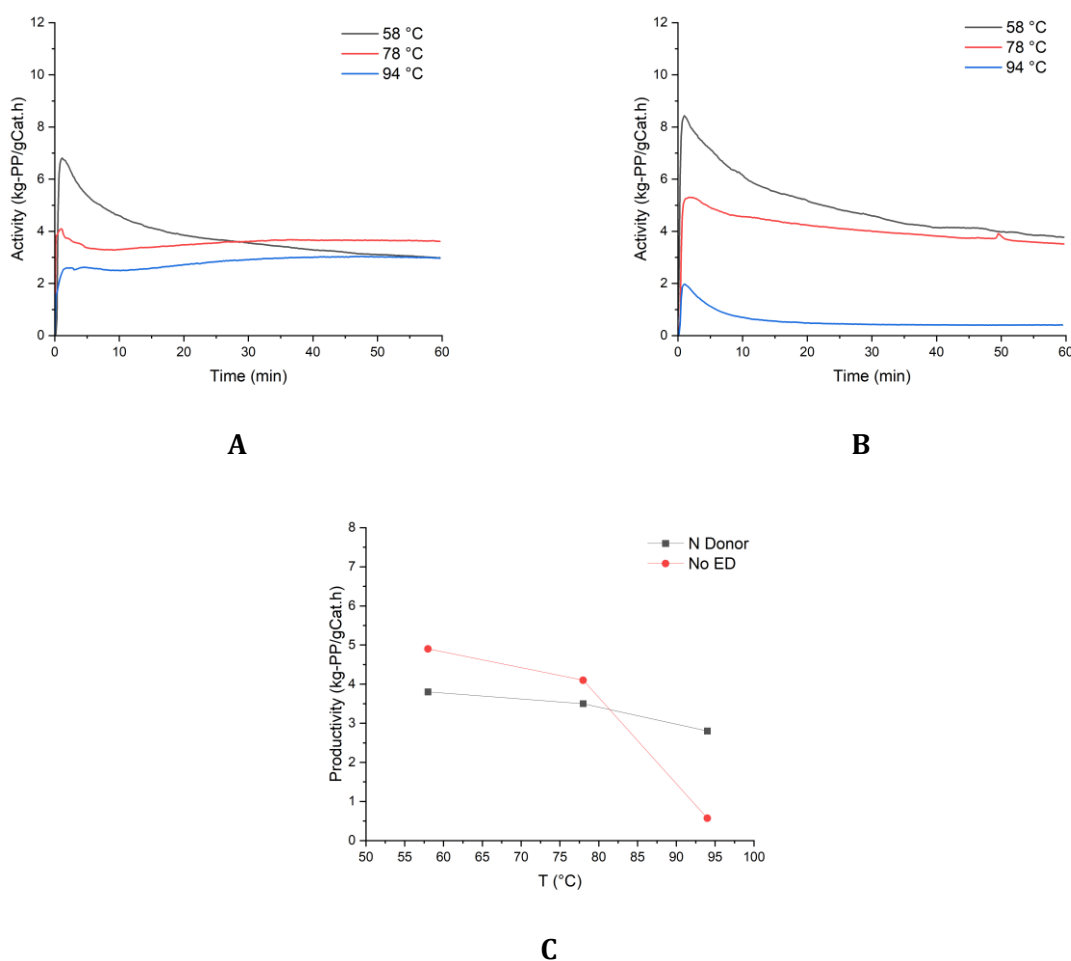 12
10
8
6
4
2
0
Activity (kg-PP/gCat.h)
58 °C
78 °C
94 °C
0 10 20 30 40 50 60
Time (min)
A
12
10
8
6
4
2
0
Activity (kg-PP/gCat.h)
58 °C
78 °C
94 °C
0 10 20 30 40 50 60
Time (min)
B
8
7
6
5
4
3
2
1
0
Productivity (kg-PP/gCat.h)
N Donor
No ED
50 55 60 65 70 75 80 85 90 95 100
T (°C)
C